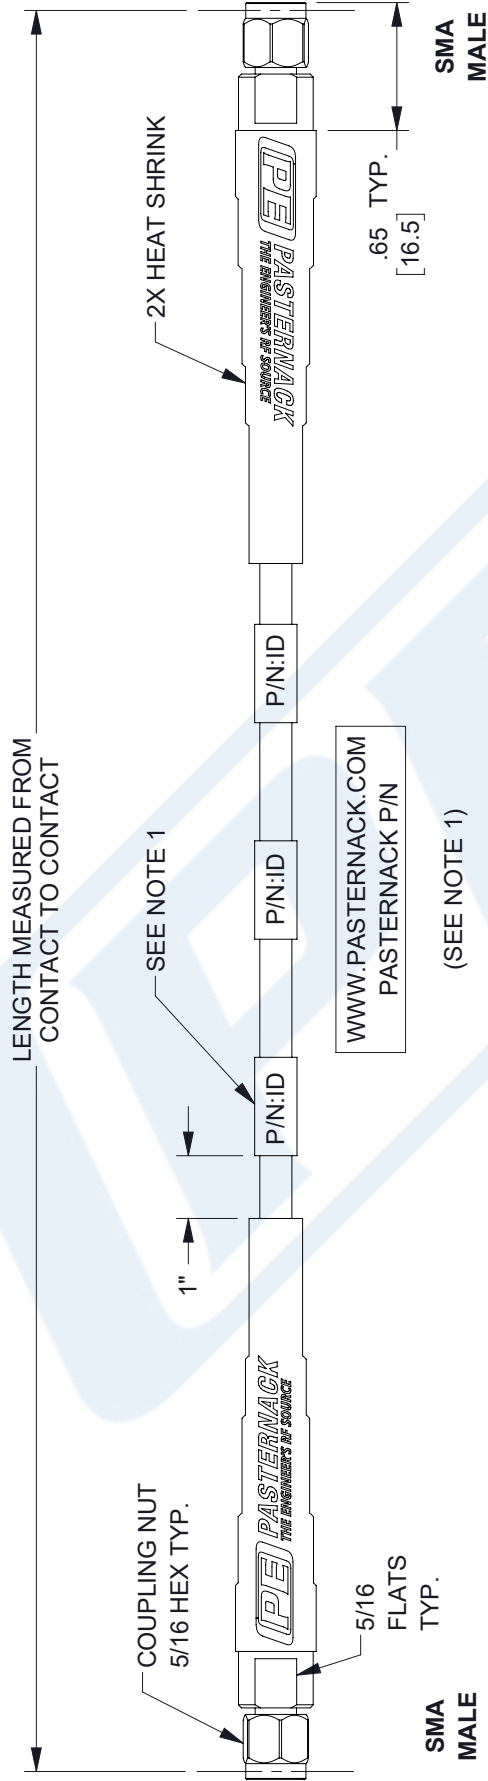 LENGTH MEASURED FROM
CONTACT TO CONTACT
COUPLING NUT
5/16 HEX TYP.
1"
SEE NOTE 1
2X HEAT SHRINK
PE PASTERNACK
THE ENGINEER'S RF SOURCE
P/N:ID
P/N:ID
P/N:ID
PE PASTERNACK
THE ENGINEER'S RF SOURCE
5/16
FLATS
TYP.
WWW.PASTERNACK.COM
PASTERNACK P/N
(SEE NOTE 1)
.65 TYP.
[16.5]
SMA
MALE
SMA
MALE